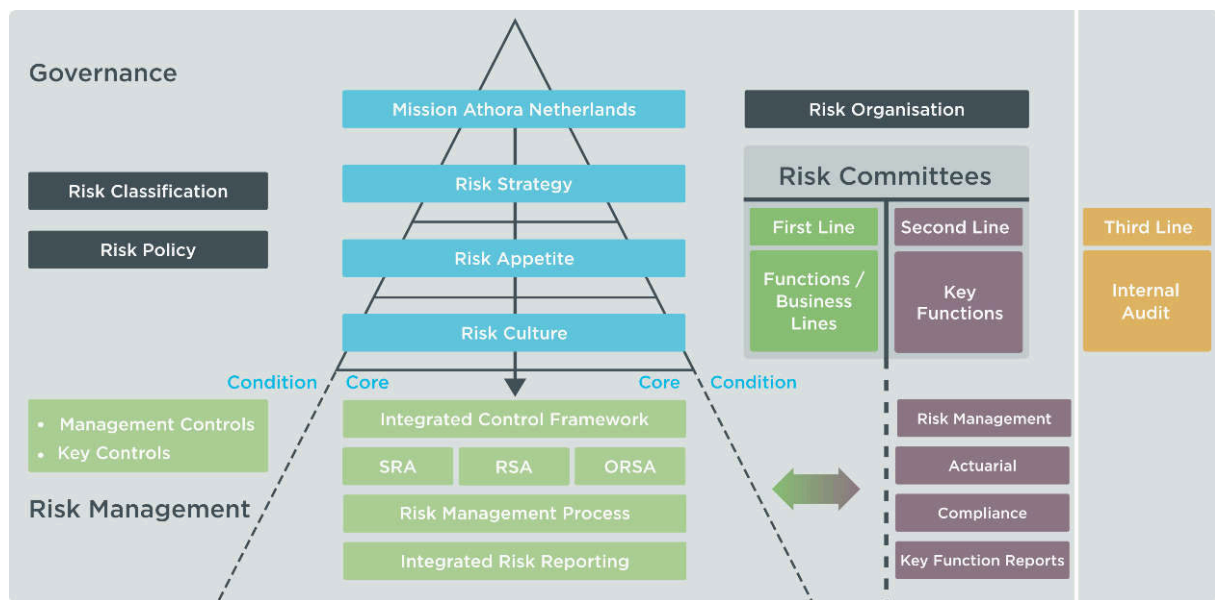 Governance
Mission Athora Netherlands
Risk Organisation
Risk Classification
Risk Strategy
Risk Committees
Risk Policy
First Line
Second Line
Third Line
Risk Appetite
Functions /
Business
Lines
Key
Functions
Internal
Audit
Risk Culture
Condition
Core
Core
Condition
• Management Controls
• Key Controls
Integrated Control Framework
Risk Management
SRA
RSA
ORSA
Actuarial
Risk Management
Risk Management Process
Compliance
Integrated Risk Reporting
Key Function Reports